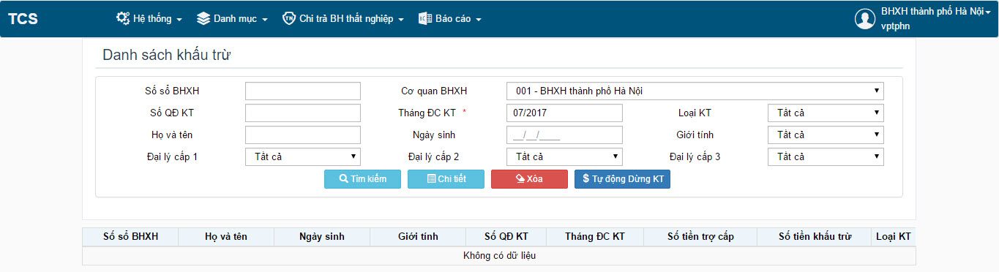 TCS Hệ thống Danh mục TN Chi trả BH thất nghiệp Báo cáo BHXH thành phố Hà Nội
vptphn
Danh sách khấu trừ
Số sổ BHXH Cơ quan BHXH 001 - BHXH thành phố Hà Nội
Số QĐ KT Tháng ĐC KT * 07/2017 Loại KT Tất cả
Họ và tên Ngày sinh __/__/____ Giới tính Tất cả
Đại lý cấp 1 Tất cả Đại lý cấp 2 Tất cả Đại lý cấp 3 Tất cả
Tìm kiếm Chi tiết Xóa $ Tự động Dừng KT
Số sổ BHXH Họ và tên Ngày sinh Giới tính Số QĐ KT Tháng ĐC KT Số tiền trợ cấp Số tiền khấu trừ Loại KT
Không có dữ liệu